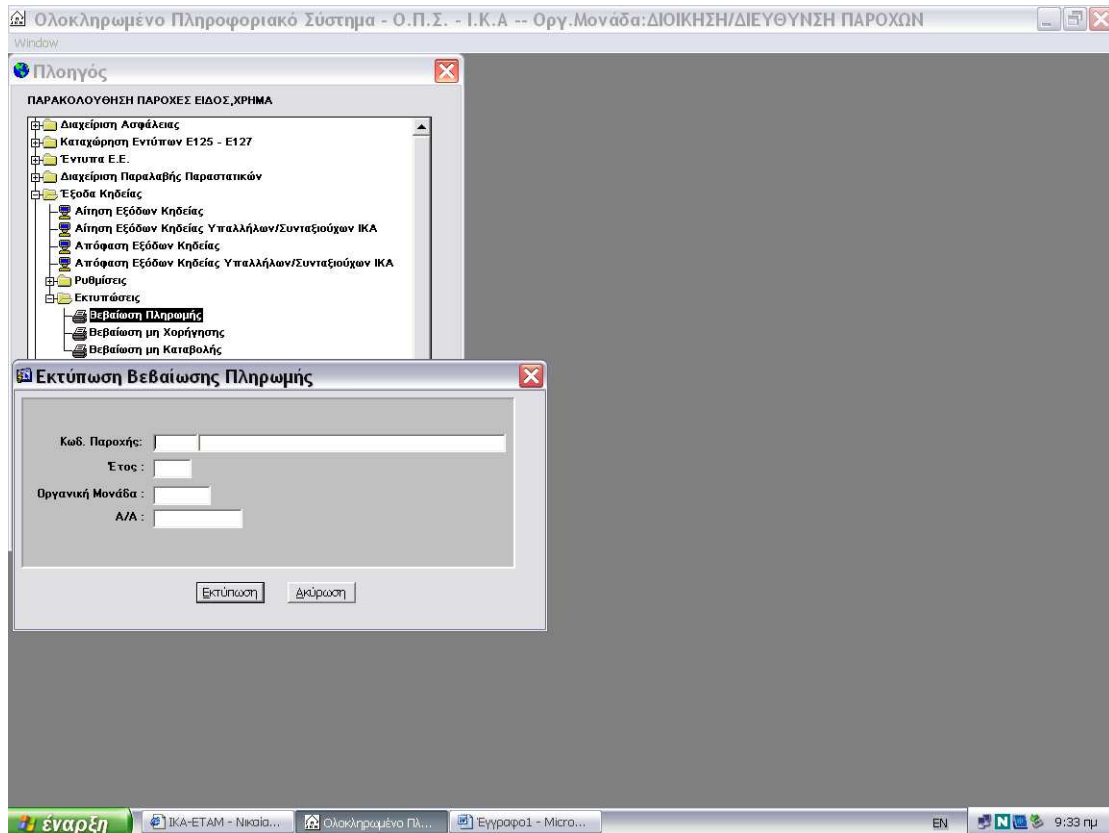 Ολοκληρωμένο Πληροφοριακό Σύστημα - Ο.Π.Σ. - Ι.Κ.Α -- Οργ.Μονάδα:ΔΙΟΙΚΗΣΗ/ΔΙΕΥΘΥΝΣΗ ΠΑΡΟΧΩΝ
Window
Πλοηγός
ΠΑΡΑΚΟΛΟΥΘΗΣΗ ΠΑΡΟΧΕΣ ΕΙΔΟΣ,ΧΡΗΜΑ
Διαχείριση Ασφάλειας
Καταχώρηση Εντύπων Ε125 - Ε127
Έντυπα Ε.Ε.
Διαχείριση Παραλαβής Παραστατικών
Έξοδα Κηδείας
Αίτηση Εξόδων Κηδείας
Αίτηση Εξόδων Κηδείας Υπαλλήλων/Συνταξιούχων ΙΚΑ
Απόφαση Εξόδων Κηδείας
Απόφαση Εξόδων Κηδείας Υπαλλήλων/Συνταξιούχων ΙΚΑ
Ρυθμίσεις
Εκτυπώσεις
Βεβαίωση Πληρωμής
Βεβαίωση μη Χορήγησης
Βεβαίωση μη Καταβολής
Εκτύπωση Βεβαίωσης Πληρωμής
Κωδ. Παροχής:
Έτος :
Οργανική Μονάδα :
Α/Α :
Εκτύπωση Ακύρωση
έναρξη ΙΚΑ-ΕΤΑΜ - Νικαία... Ολοκληρωμένο Πλ... Έγγραφο1 - Micro... EN N 9:33 πμ